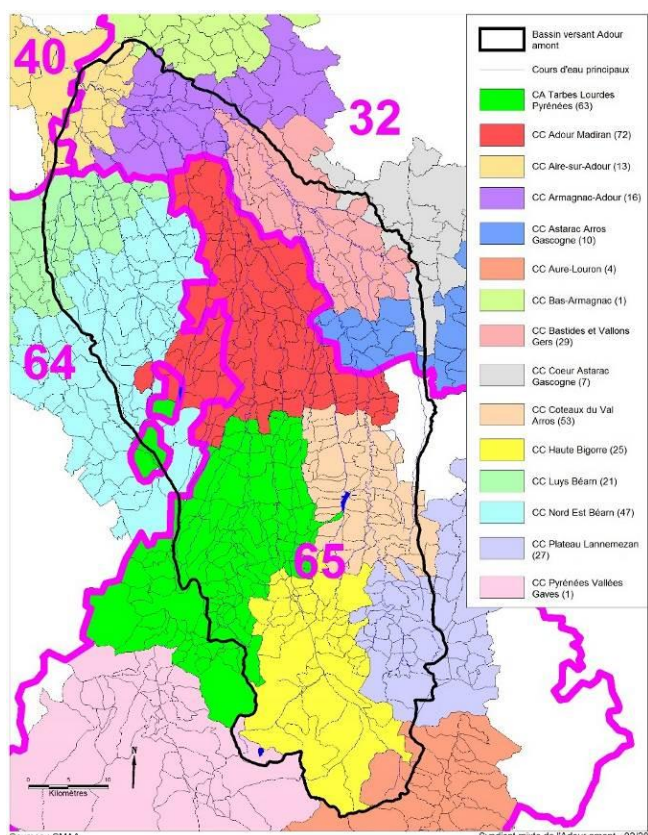 40
32
64
65
Bassin versant Adour
amont
Cours d'eau principaux
CA Tarbes Lourdes
Pyrénées (63)
CC Adour Madiran (72)
CC Aire-sur-Adour (13)
CC Armagnac-Adour (16)
CC Astarac Arros
Gascogne (10)
CC Aure-Louron (4)
CC Bas-Armagnac (1)
CC Bastides et Vallons
Gers (29)
CC Coeur Astarac
Gascogne (7)
CC Coteaux du Val
Arros (53)
CC Haute Bigorre (25)
CC Luys Béarn (21)
CC Nord Est Béarn (47)
CC Plateau Lannemezan
(27)
CC Pyrénées Vallées
Gaves (1)
N
0 5 10
Kilomètres
Syndicat mixte de l'Adour amont